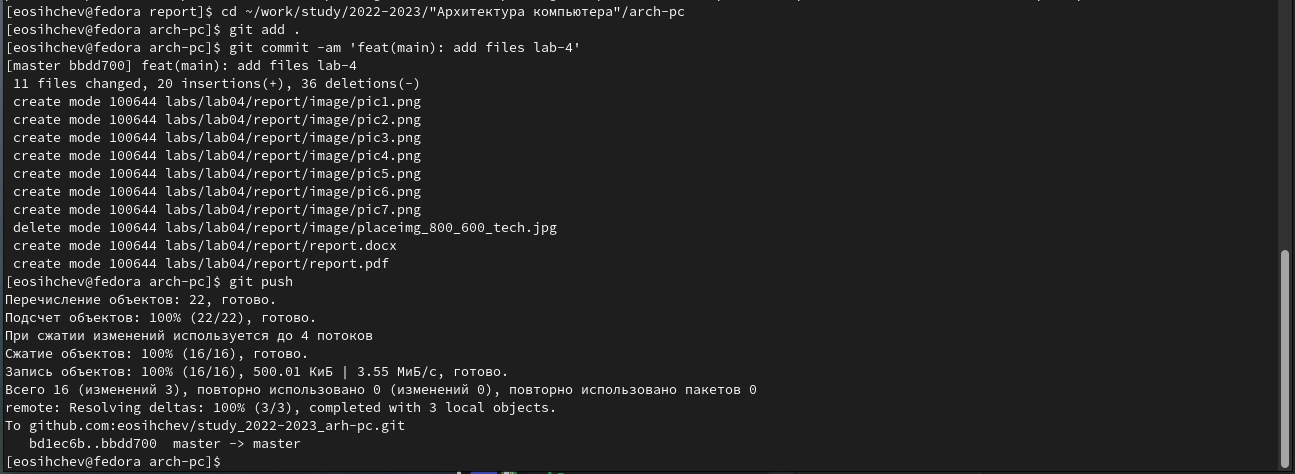 [eosihchev@fedora report]$ cd ~/work/study/2022-2023/"Архитектура компьютера"/arch-pc
[eosihchev@fedora arch-pc]$ git add .
[eosihchev@fedora arch-pc]$ git commit -am 'feat(main): add files lab-4'
[master bbdd700] feat(main): add files lab-4
 11 files changed, 20 insertions(+), 36 deletions(-)
 create mode 100644 labs/lab04/report/image/pic1.png
 create mode 100644 labs/lab04/report/image/pic2.png
 create mode 100644 labs/lab04/report/image/pic3.png
 create mode 100644 labs/lab04/report/image/pic4.png
 create mode 100644 labs/lab04/report/image/pic5.png
 create mode 100644 labs/lab04/report/image/pic6.png
 create mode 100644 labs/lab04/report/image/pic7.png
 delete mode 100644 labs/lab04/report/image/placeimg_800_600_tech.jpg
 create mode 100644 labs/lab04/report/report.docx
 create mode 100644 labs/lab04/report/report.pdf
[eosihchev@fedora arch-pc]$ git push
Перечисление объектов: 22, готово.
Подсчет объектов: 100% (22/22), готово.
При сжатии изменений используется до 4 потоков
Сжатие объектов: 100% (16/16), готово.
Запись объектов: 100% (16/16), 500.01 КиБ | 3.55 МиБ/с, готово.
Всего 16 (изменений 3), повторно использовано 0 (изменений 0), повторно использовано пакетов 0
remote: Resolving deltas: 100% (3/3), completed with 3 local objects.
To github.com:eosihchev/study_2022-2023_arh-pc.git
   bd1ec6b..bbdd700  master -> master
[eosihchev@fedora arch-pc]$